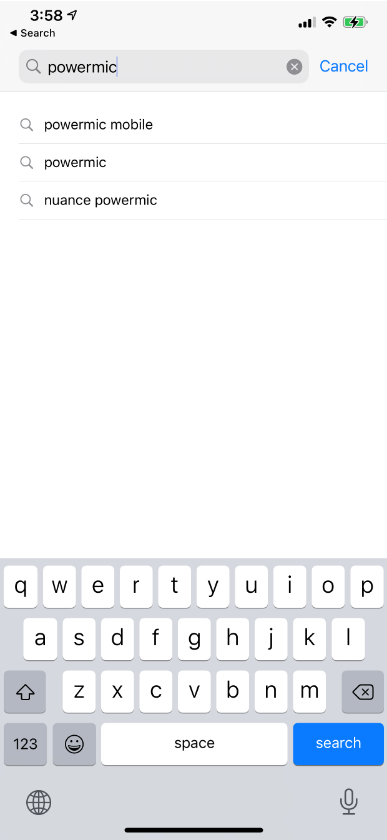 3:58
Search
powermic
Cancel
powermic mobile
powermic
nuance powermic
q w e r t y u i o p
a s d f g h j k l
z x c v b n m
123 space search